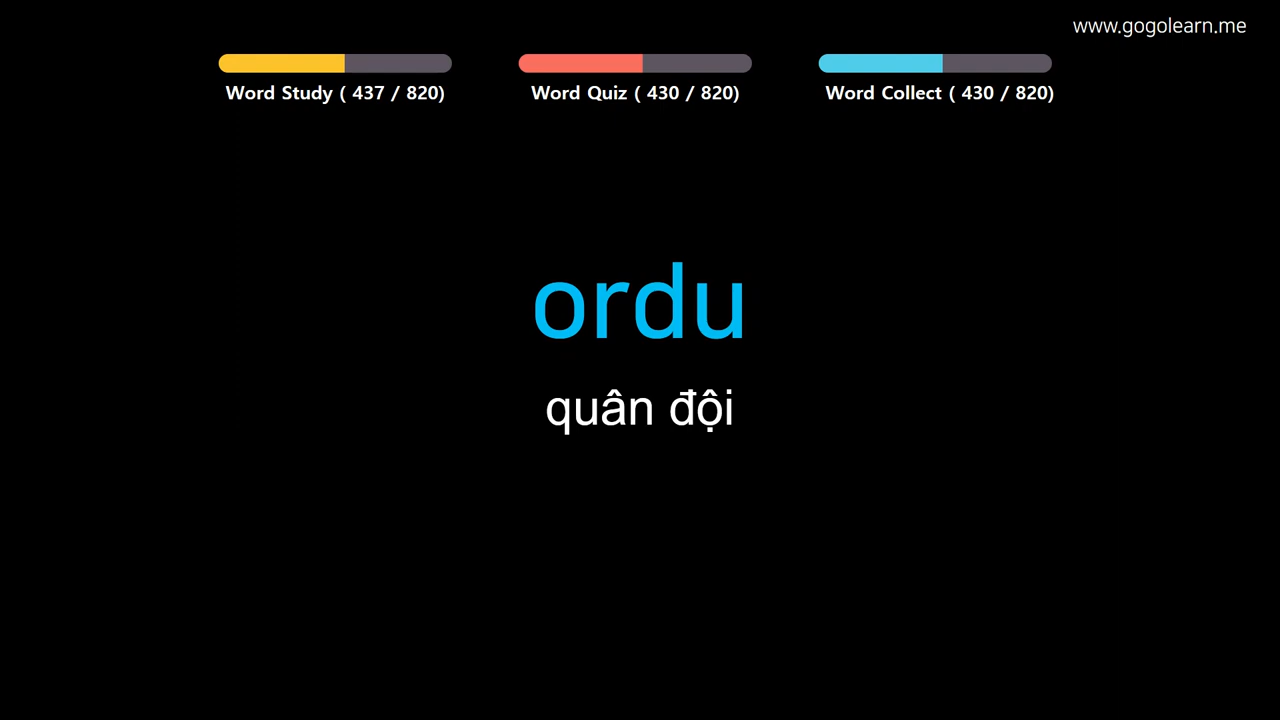 www.gogolearn.me
Word Study ( 437 / 820)
Word Quiz ( 430 / 820)
Word Collect ( 430 / 820)
ordu
quân đội